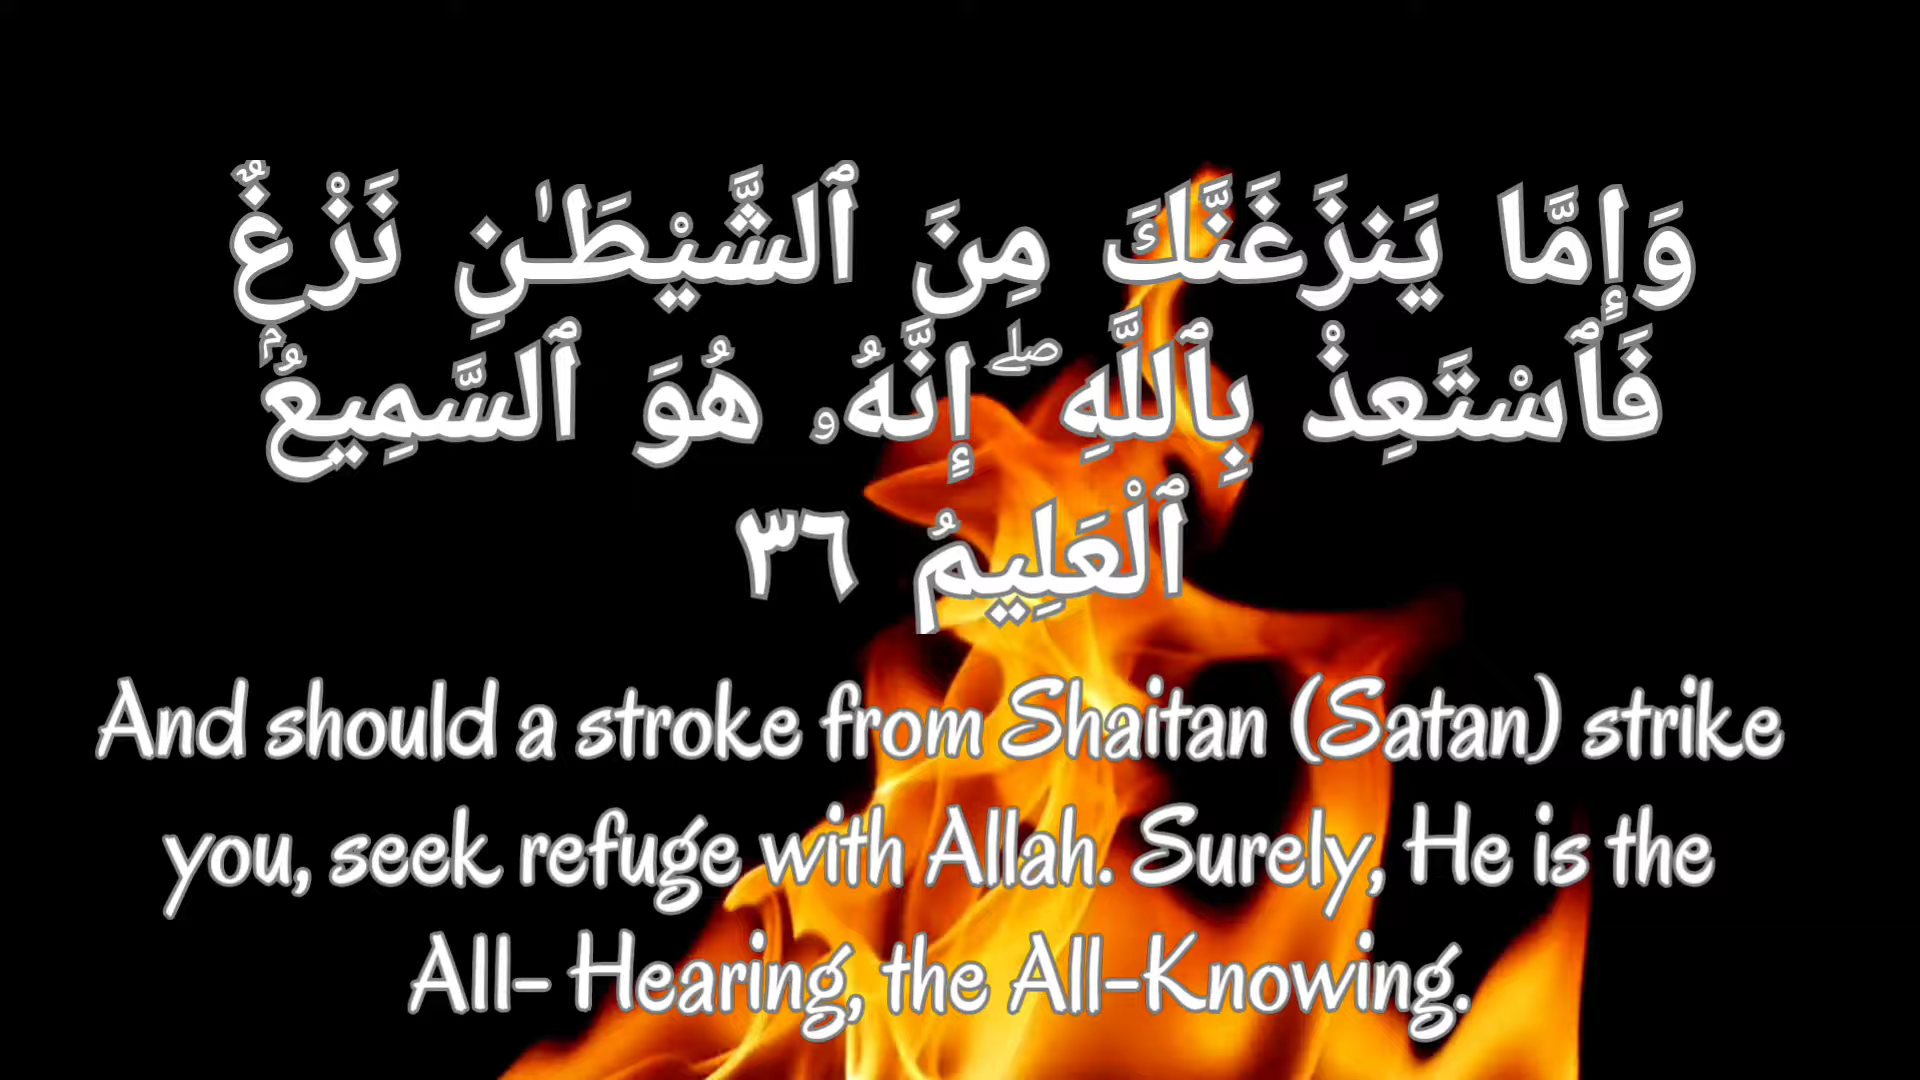 وَإِمَّا يَنزَغَنَّكَ مِنَ ٱلشَّيْطَـٰنِ نَزْغٌ
فَٱسْتَعِذْ بِٱللَّهِ ۖ إِنَّهُۥ هُوَ ٱلسَّمِيعُ
ٱلْعَلِيمُ ٣٦
And should a stroke from Shaitan (Satan) strike
you, seek refuge with Allah. Surely, He is the
All- Hearing, the All-Knowing.